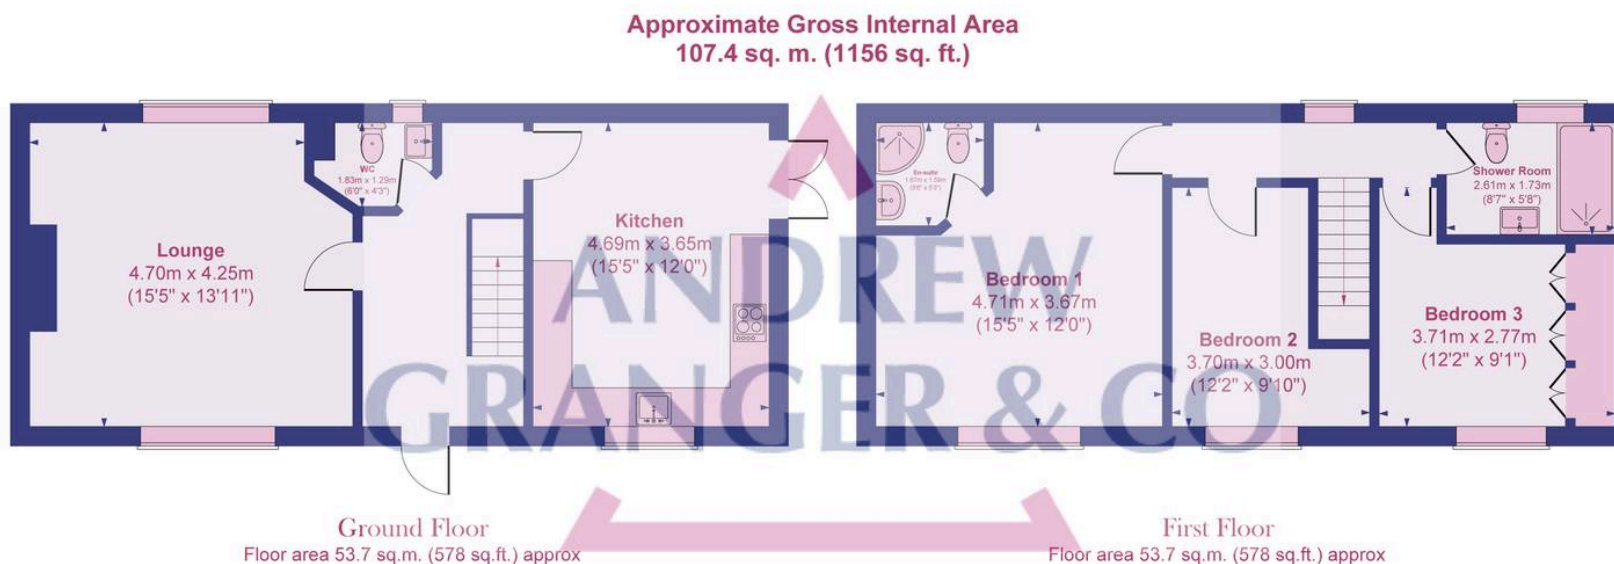 Approximate Gross Internal Area
107.4 sq. m. (1156 sq. ft.)
WC
1.83m x 1.29m
(6'0" x 4'3")
Lounge
4.70m x 4.25m
(15'5" x 13'11")
Kitchen
4.69m x 3.65m
(15'5" x 12'0")
En-suite
Bedroom 1
4.71m x 3.67m
(15'5" x 12'0")
Bedroom 2
3.70m x 3.00m
(12'2" x 9'10")
Shower Room
2.61m x 1.73m
(8'7" x 5'8")
Bedroom 3
3.71m x 2.77m
(12'2" x 9'1")
ANDREW
GRANGER & CO
Ground Floor
Floor area 53.7 sq.m. (578 sq.ft.) approx
First Floor
Floor area 53.7 sq.m. (578 sq.ft.) approx